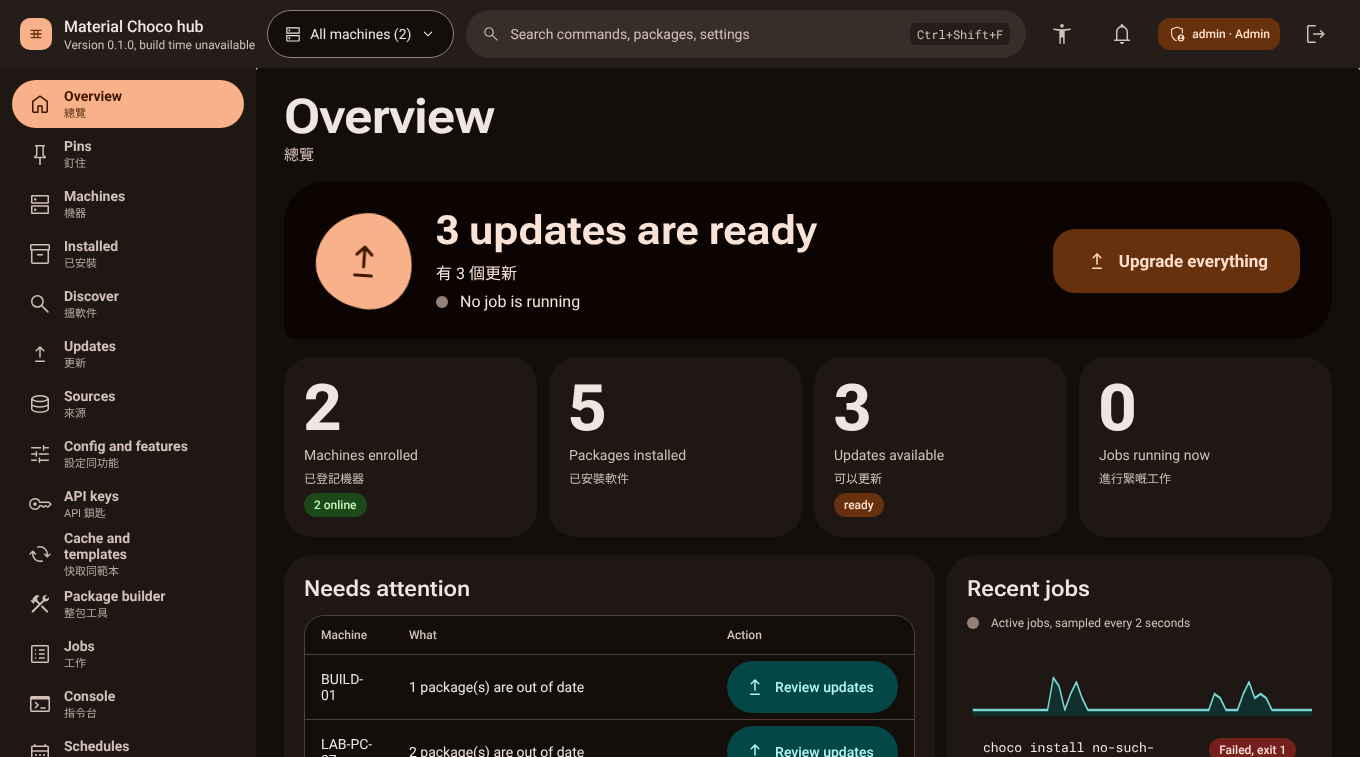 Material Choco hub
Version 0.1.0, build time unavailable
All machines (2)
Search commands, packages, settings
Ctrl+Shift+F
admin · Admin
Overview
總覽
Pins
釘住
Machines
機器
Installed
已安裝
Discover
搵軟件
Updates
更新
Sources
來源
Config and features
設定同功能
API keys
API 鎖匙
Cache and
templates
快取同範本
Package builder
整包工具
Jobs
工作
Console
指令台
Schedules
Overview
總覽
3 updates are ready
有 3 個更新
No job is running
Upgrade everything
2
Machines enrolled
已登記機器
2 online
5
Packages installed
已安裝軟件
3
Updates available
可以更新
ready
0
Jobs running now
進行緊嘅工作
Needs attention
Machine What Action
BUILD-
01
1 package(s) are out of date
Review updates
LAB-PC-
2 package(s) are out of date
Review updates
Recent jobs
Active jobs, sampled every 2 seconds
choco install no-such-
Failed, exit 1